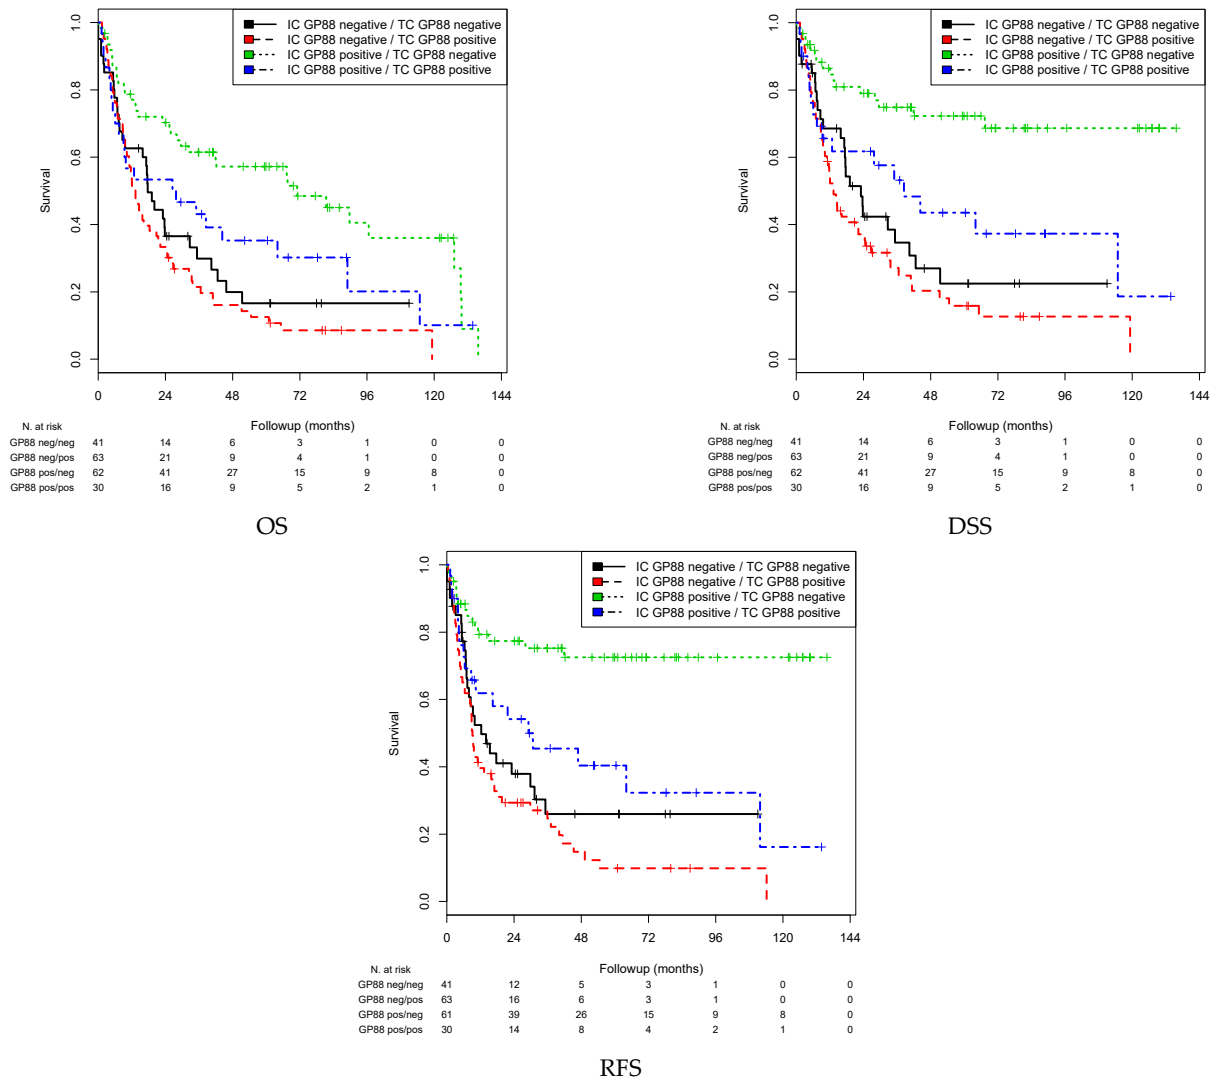 IC GP88 negative / TC GP88 negative
IC GP88 negative / TC GP88 positive
IC GP88 positive / TC GP88 negative
IC GP88 positive / TC GP88 positive
Survival
1.0
0.8
0.6
0.4
0.2
0.0
0 24 48 72 96 120 144
N. at risk Followup (months)
GP88 neg/neg 41 14 6 3 1 0 0
GP88 neg/pos 63 21 9 4 1 0 0
GP88 pos/neg 62 41 27 15 9 8 0
GP88 pos/pos 30 16 9 5 2 1 0
OS
IC GP88 negative / TC GP88 negative
IC GP88 negative / TC GP88 positive
IC GP88 positive / TC GP88 negative
IC GP88 positive / TC GP88 positive
Survival
1.0
0.8
0.6
0.4
0.2
0.0
0 24 48 72 96 120 144
N. at risk Followup (months)
GP88 neg/neg 41 14 6 3 1 0 0
GP88 neg/pos 63 21 9 4 1 0 0
GP88 pos/neg 62 41 27 15 9 8 0
GP88 pos/pos 30 16 9 5 2 1 0
DSS
IC GP88 negative / TC GP88 negative
IC GP88 negative / TC GP88 positive
IC GP88 positive / TC GP88 negative
IC GP88 positive / TC GP88 positive
Survival
1.0
0.8
0.6
0.4
0.2
0.0
0 24 48 72 96 120 144
N. at risk Followup (months)
GP88 neg/neg 41 12 5 3 1 0 0
GP88 neg/pos 63 16 6 3 1 0 0
GP88 pos/neg 61 39 26 15 9 8 0
GP88 pos/pos 30 14 8 4 2 1 0
RFS